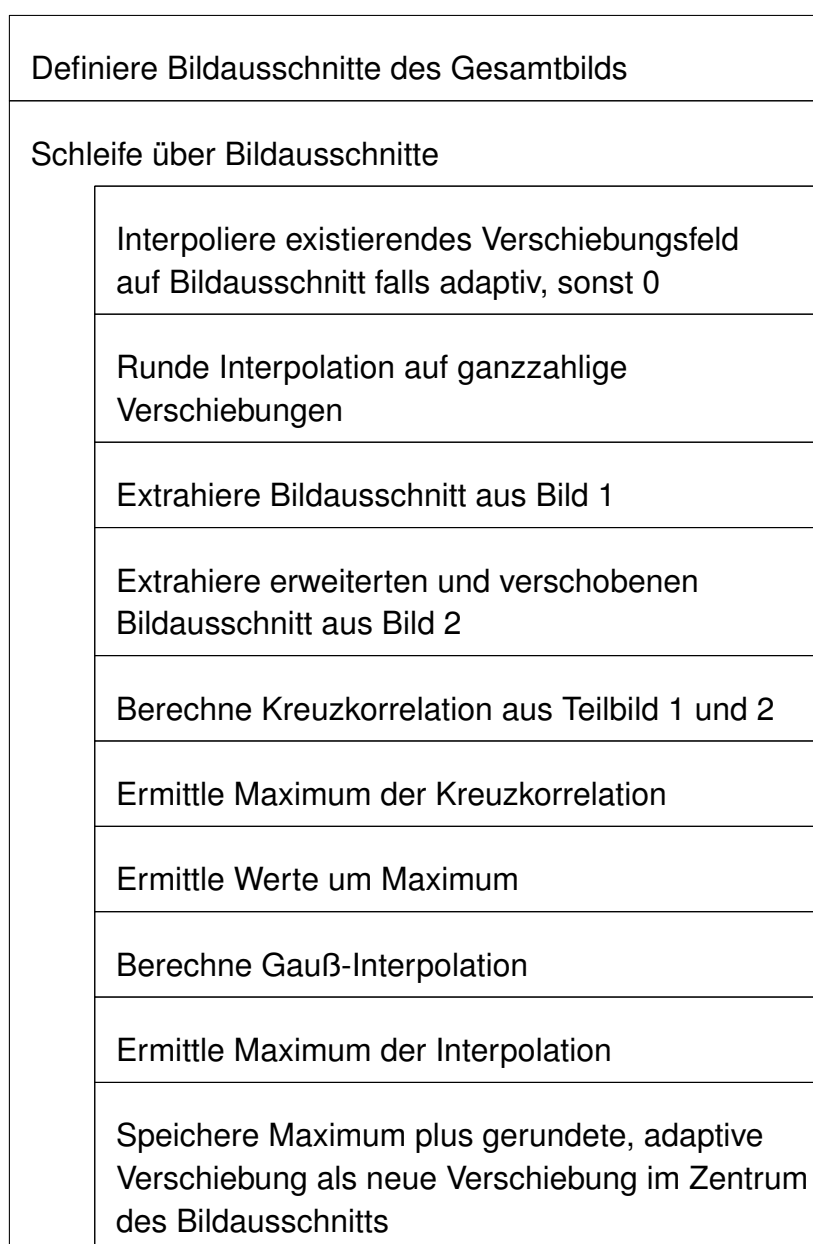 Definiere Bildausschnitte des Gesamtbilds
Schleife über Bildausschnitte
Interpoliere existierendes Verschiebungsfeld
auf Bildausschnitt falls adaptiv, sonst 0
Runde Interpolation auf ganzzahlige
Verschiebungen
Extrahiere Bildausschnitt aus Bild 1
Extrahiere erweiterten und verschobenen
Bildausschnitt aus Bild 2
Berechne Kreuzkorrelation aus Teilbild 1 und 2
Ermittle Maximum der Kreuzkorrelation
Ermittle Werte um Maximum
Berechne Gauß-Interpolation
Ermittle Maximum der Interpolation
Speichere Maximum plus gerundete, adaptive
Verschiebung als neue Verschiebung im Zentrum
des Bildausschnitts